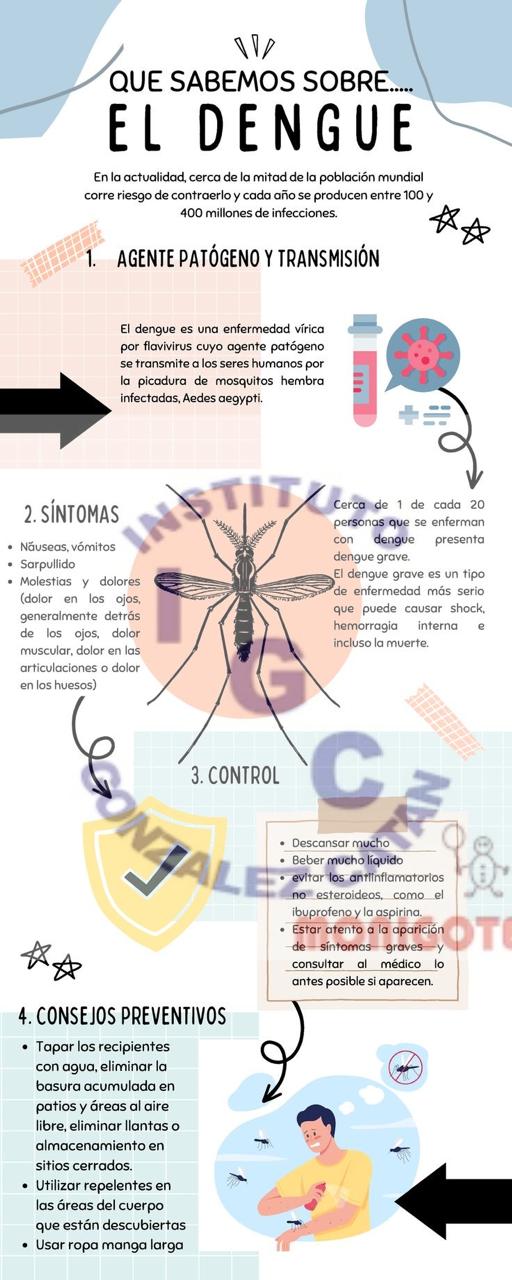 QUE SABEMOS SOBRE.....
EL DENGUE
En la actualidad, cerca de la mitad de la población mundial
corre riesgo de contraerlo y cada año se producen entre 100 y
400 millones de infecciones.
1. AGENTE PATÓGENO Y TRANSMISIÓN
El dengue es una enfermedad vírica
por flavivirus cuyo agente patógeno
se transmite a los seres humanos por
la picadura de mosquitos hembra
infectadas, Aedes aegypti.
2. SÍNTOMAS
• Náuseas, vómitos
• Sarpullido
• Molestias y dolores
(dolor en los ojos,
generalmente detrás
de los ojos, dolor
muscular, dolor en las
articulaciones o dolor
en los huesos)
Cerca de 1 de cada 20
personas que se enferman
con dengue presenta
dengue grave.
El dengue grave es un tipo
de enfermedad más serio
que puede causar shock,
hemorragia interna e
incluso la muerte.
INSTITUTO
I
G
C
GONZALEZ CATAN
3. CONTROL
• Descansar mucho
• Beber mucho líquido
• evitar los antiinflamatorios
no esteroideos, como el
ibuprofeno y la aspirina.
• Estar atento a la aparición
de síntomas graves y
consultar al médico lo
antes posible si aparecen.
MONIGOTE
4. CONSEJOS PREVENTIVOS
• Tapar los recipientes
con agua, eliminar la
basura acumulada en
patios y áreas al aire
libre, eliminar llantas o
almacenamiento en
sitios cerrados.
• Utilizar repelentes en
las áreas del cuerpo
que están descubiertas
• Usar ropa manga larga